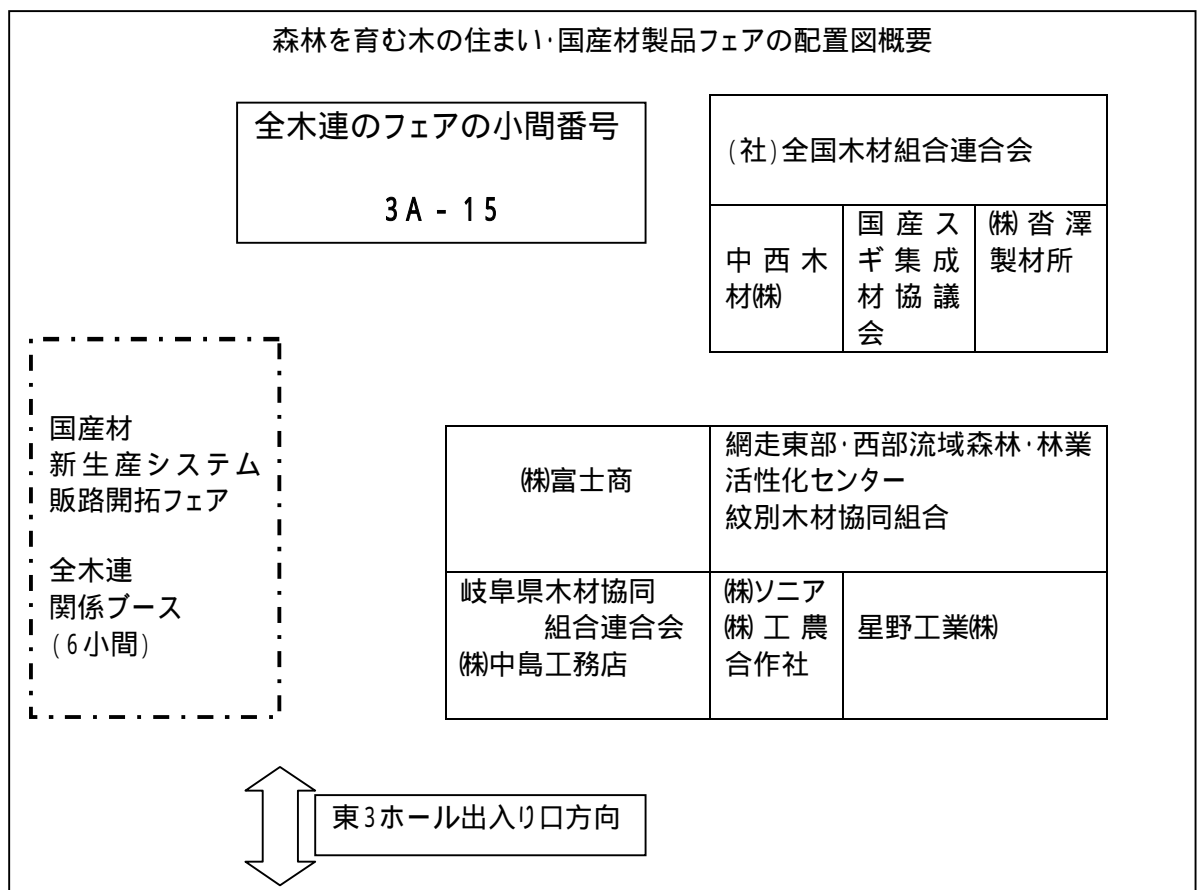 森林を育む木の住まい･国産材製品フェアの配置図概要
全木連のフェアの小間番号
3A-15
(社)全国木材組合連合会
中西木
材㈱
国産ス
ギ集成
材協議
会
㈱沓澤
製材所
国産材
新生産システム
販路開拓フェア
全木連
関係ブース
(6小間)
㈱富士商
網走東部･西部流域森林･林業
活性化センター
紋別木材協同組合
岐阜県木材協同
組合連合会
㈱中島工務店
㈱ソニア
㈱工農
合作社
星野工業㈱
東3ホール出入り口方向